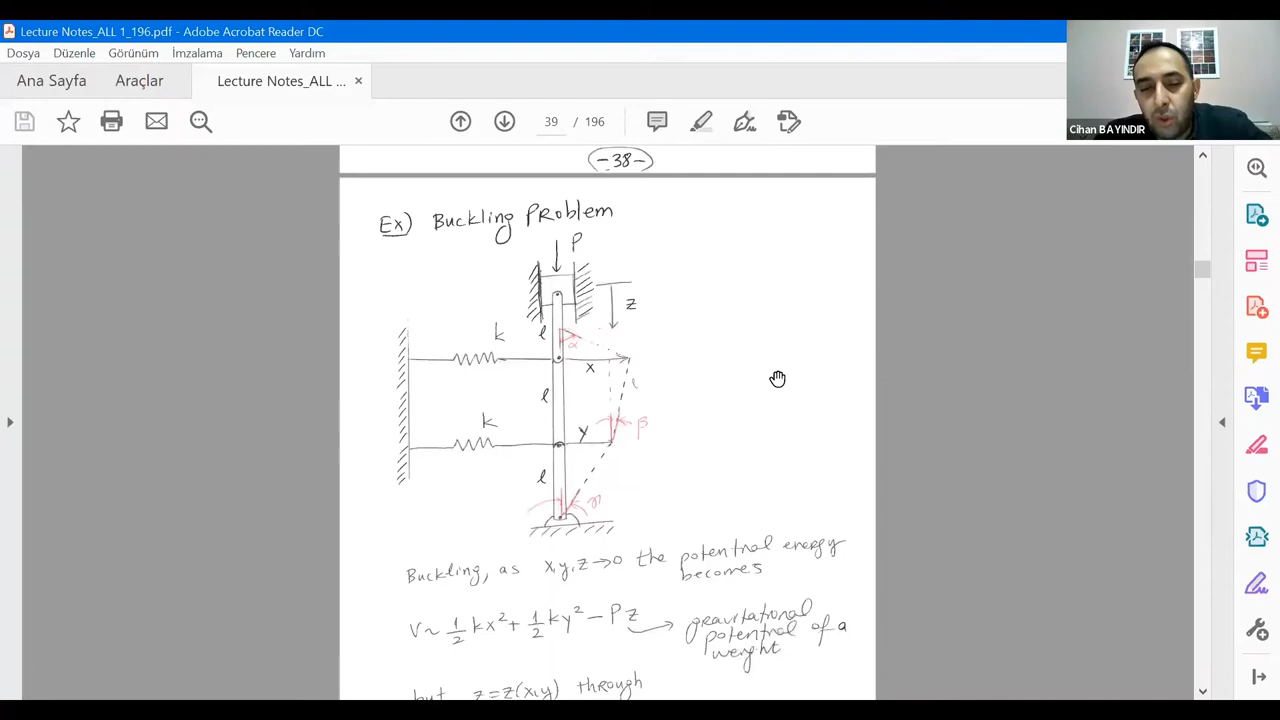 Lecture Notes_ALL 1_196.pdf - Adobe Acrobat Reader DC
Dosya Düzenle Görünüm İmzalama Pencere Yardım
Ana Sayfa Araçlar Lecture Notes_ALL ... ×
39 / 196
Cihan BAYINDIR
-38-
Ex) Buckling Problem
P
z
k l α
x
l
l
k y β
l γ
Buckling, as x,y,z→0 the potential energy
becomes
V~ 1/2 kx² + 1/2 ky² - Pz → gravitational
potential of a
weight
but z=z(x,y) through